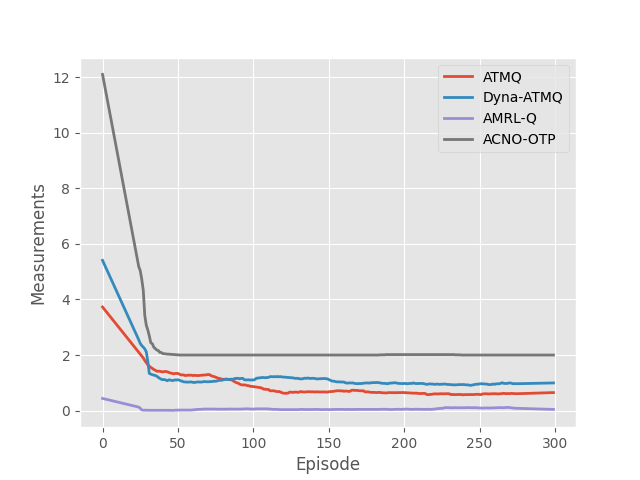 ATMQ
Dyna-ATMQ
AMRL-Q
ACNO-OTP
12
10
8
6
4
2
0
Measurements
0
50
100
150
200
250
300
Episode